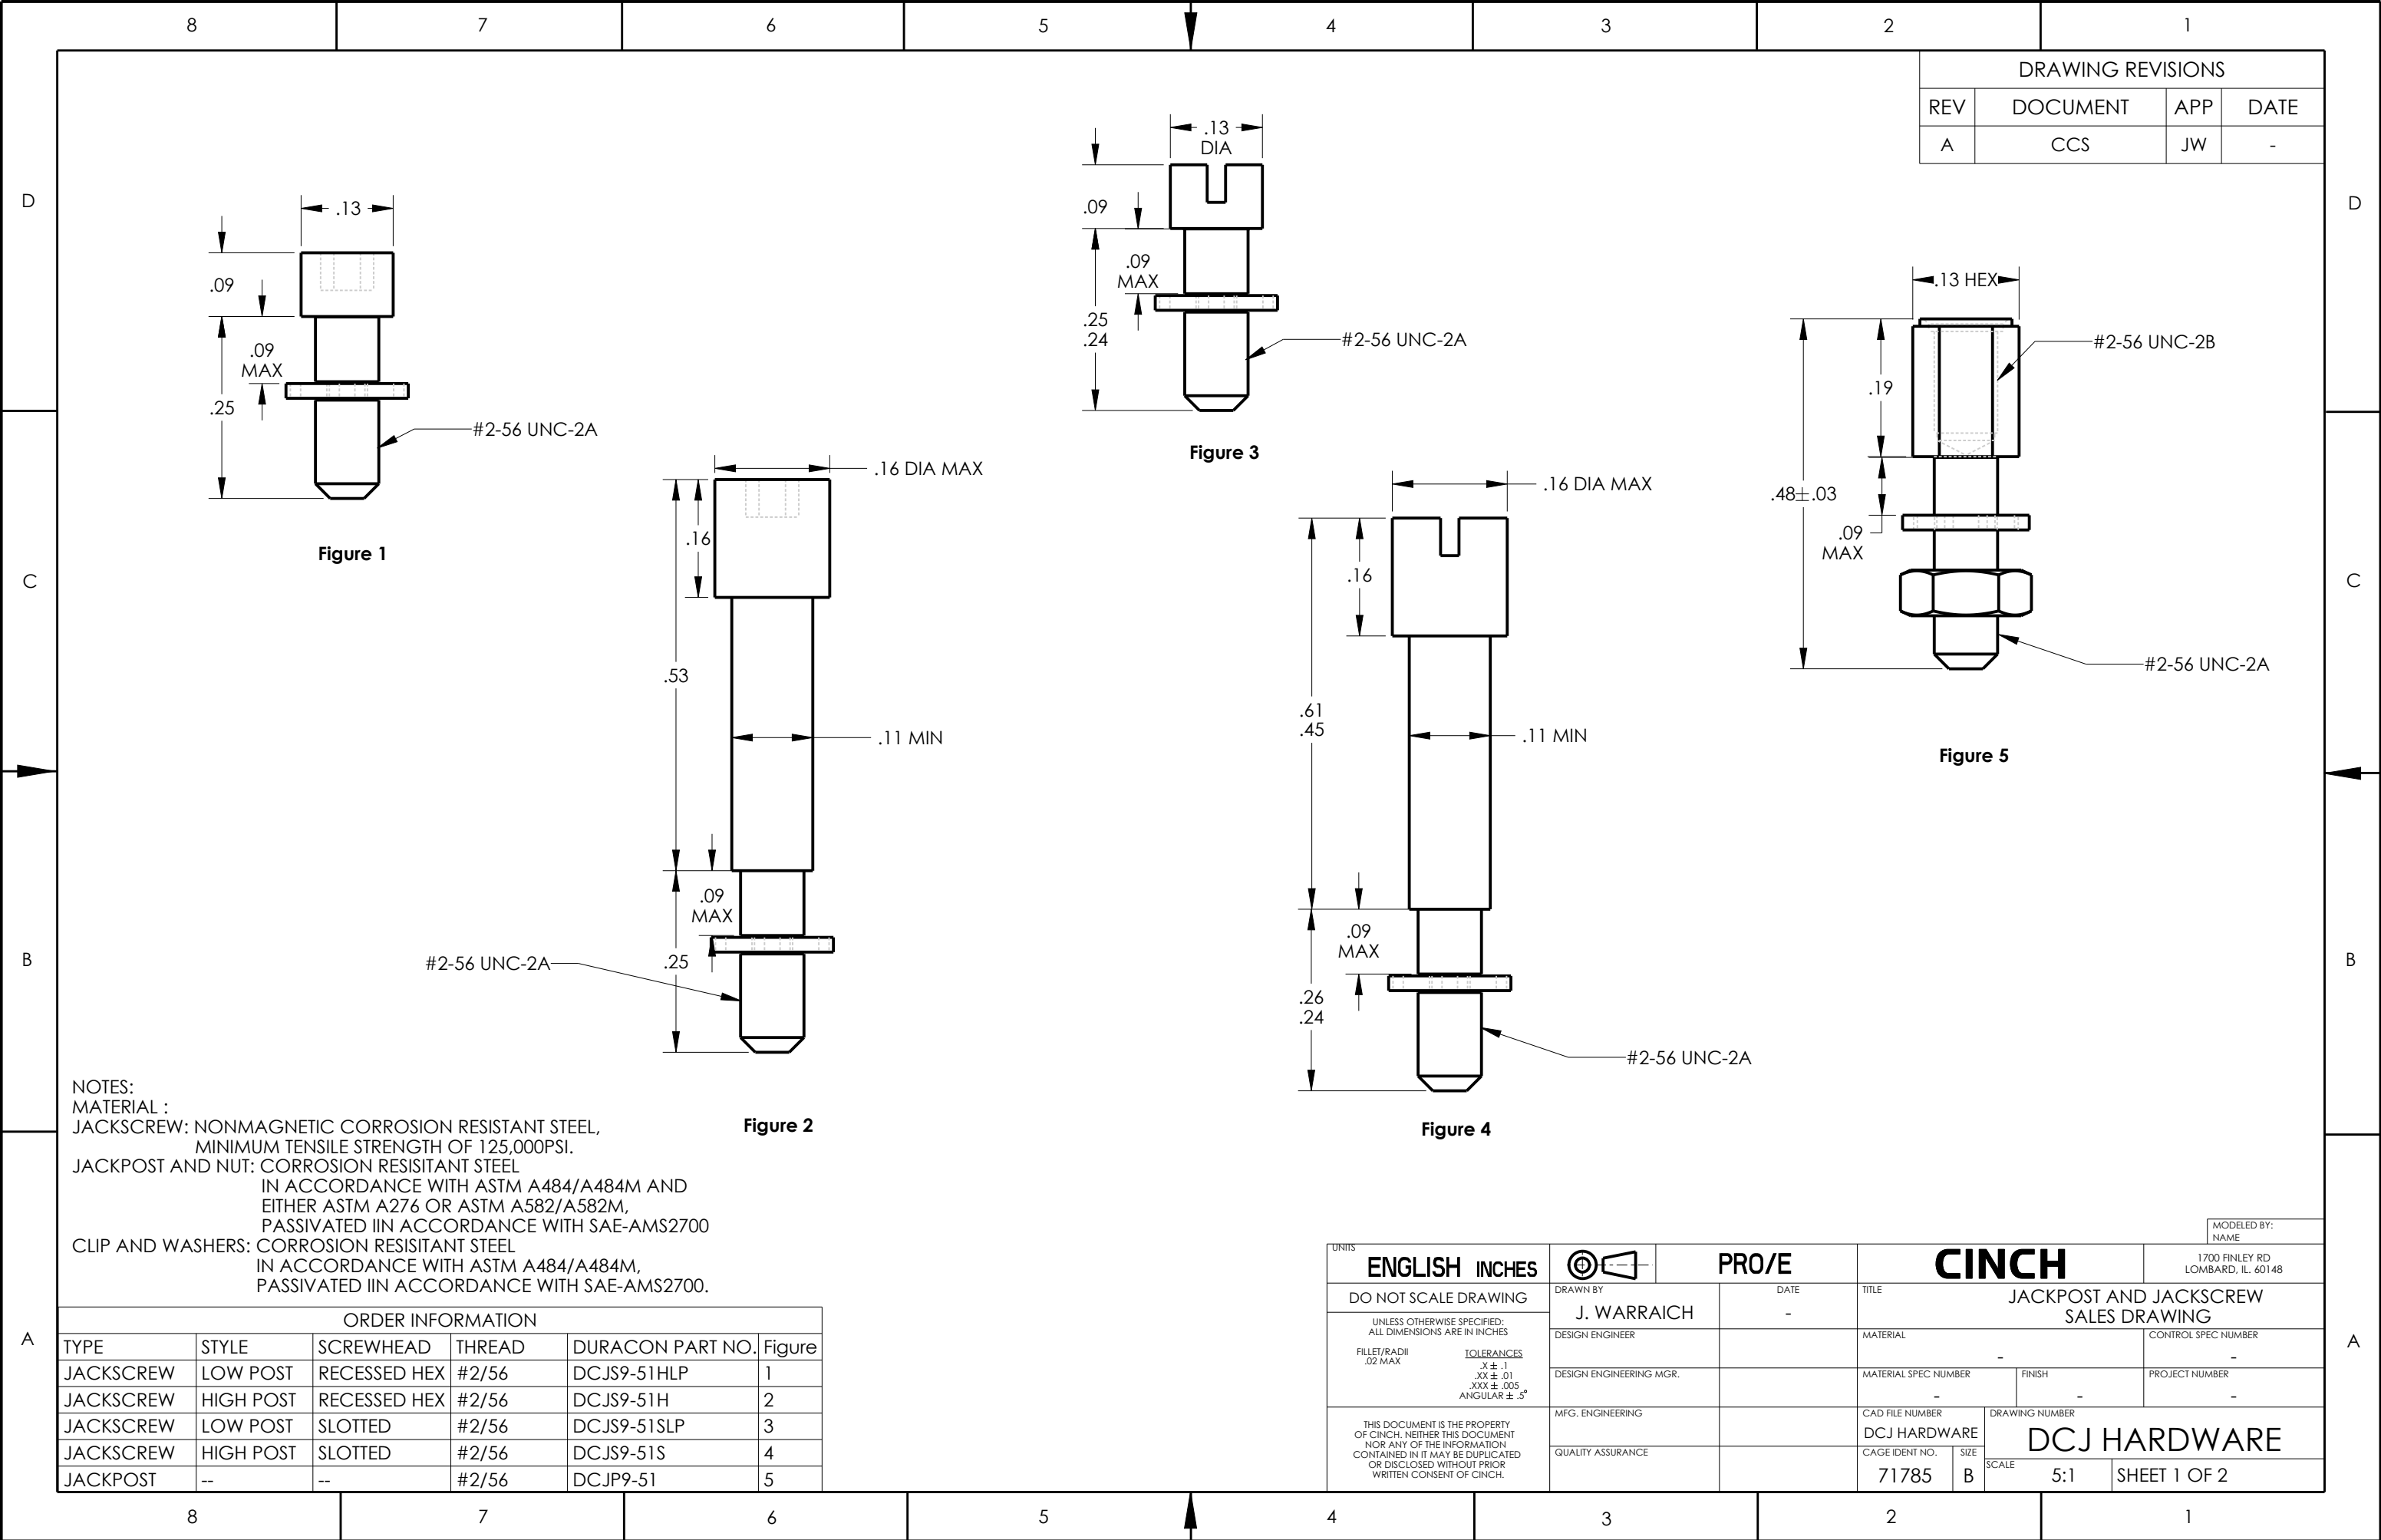 8 7 6 5 4 3 2 1
D
D
C
C
B
B
A
A
DRAWING REVISIONS
REV DOCUMENT APP DATE
A CCS JW -
.13
.09
.09
MAX
.25
#2-56 UNC-2A
Figure 1
.16 DIA MAX
.16
.53
.11 MIN
.09
MAX
.25
#2-56 UNC-2A
Figure 2
.13
DIA
.09
.09
MAX
.25
.24
#2-56 UNC-2A
Figure 3
.16 DIA MAX
.16
.61
.45
.11 MIN
.09
MAX
.26
.24
#2-56 UNC-2A
Figure 4
.13 HEX
#2-56 UNC-2B
.19
.48±.03
.09
MAX
#2-56 UNC-2A
Figure 5
NOTES:
MATERIAL :
JACKSCREW: NONMAGNETIC CORROSION RESISTANT STEEL,
MINIMUM TENSILE STRENGTH OF 125,000PSI.
JACKPOST AND NUT: CORROSION RESISITANT STEEL
IN ACCORDANCE WITH ASTM A484/A484M AND
EITHER ASTM A276 OR ASTM A582/A582M,
PASSIVATED IIN ACCORDANCE WITH SAE-AMS2700
CLIP AND WASHERS: CORROSION RESISITANT STEEL
IN ACCORDANCE WITH ASTM A484/A484M,
PASSIVATED IIN ACCORDANCE WITH SAE-AMS2700.
ORDER INFORMATION
TYPE STYLE SCREWHEAD THREAD DURACON PART NO. Figure
JACKSCREW LOW POST RECESSED HEX #2/56 DCJS9-51HLP 1
JACKSCREW HIGH POST RECESSED HEX #2/56 DCJS9-51H 2
JACKSCREW LOW POST SLOTTED #2/56 DCJS9-51SLP 3
JACKSCREW HIGH POST SLOTTED #2/56 DCJS9-51S 4
JACKPOST -- -- #2/56 DCJP9-51 5
MODELED BY:
NAME
UNITS
ENGLISH INCHES
PRO/E
CINCH
1700 FINLEY RD
LOMBARD, IL. 60148
DO NOT SCALE DRAWING
UNLESS OTHERWISE SPECIFIED:
ALL DIMENSIONS ARE IN INCHES
FILLET/RADII
.02 MAX
TOLERANCES
.X ± .1
.XX ± .01
.XXX ± .005
ANGULAR ± .5°
THIS DOCUMENT IS THE PROPERTY
OF CINCH. NEITHER THIS DOCUMENT
NOR ANY OF THE INFORMATION
CONTAINED IN IT MAY BE DUPLICATED
OR DISCLOSED WITHOUT PRIOR
WRITTEN CONSENT OF CINCH.
DRAWN BY
J. WARRAICH
DATE
-
DESIGN ENGINEER
DESIGN ENGINEERING MGR.
MFG. ENGINEERING
QUALITY ASSURANCE
TITLE
JACKPOST AND JACKSCREW
SALES DRAWING
MATERIAL
-
CONTROL SPEC NUMBER
-
MATERIAL SPEC NUMBER
-
FINISH
-
PROJECT NUMBER
-
CAD FILE NUMBER
DCJ HARDWARE
DRAWING NUMBER
DCJ HARDWARE
CAGE IDENT NO.
71785
SIZE
B
SCALE
5:1
SHEET 1 OF 2
8 7 6 5 4 3 2 1